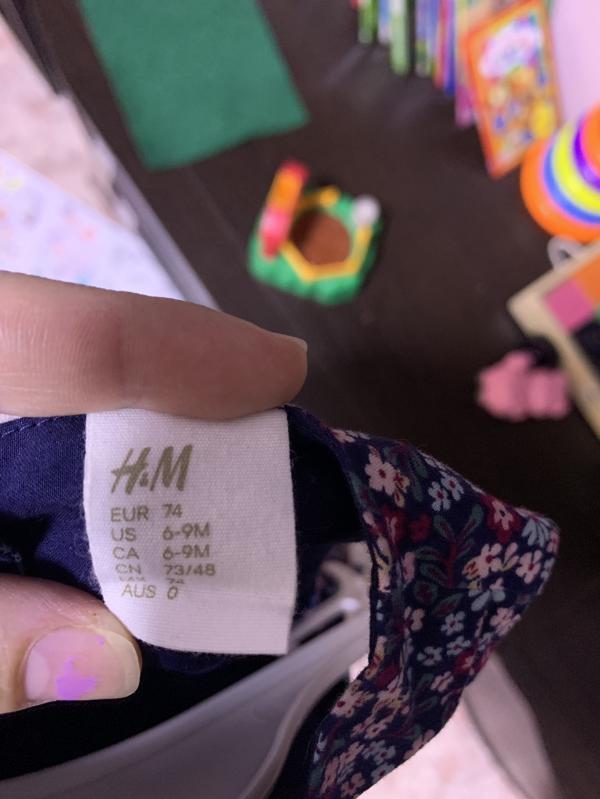 H&M
EUR 74
US 6-9M
CA 6-9M
CN 73/48
AUS 0